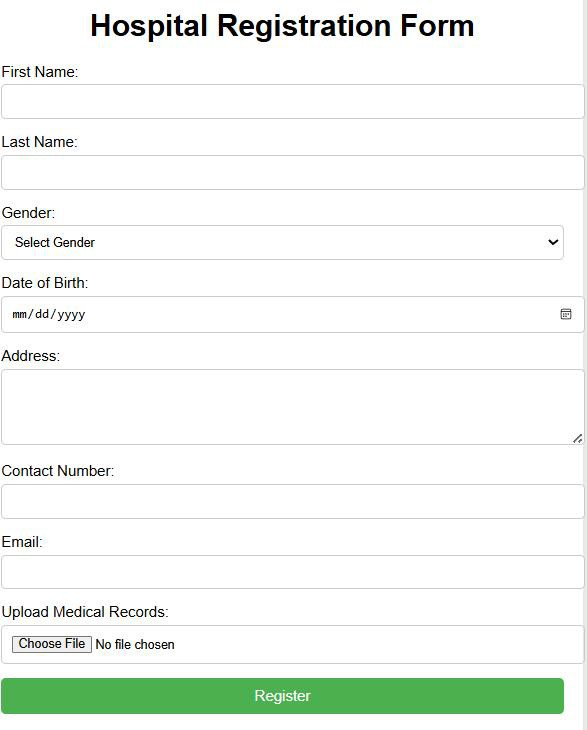 Hospital Registration Form
First Name:
Last Name:
Gender:
Select Gender
Date of Birth:
mm/dd/yyyy
Address:
Contact Number:
Email:
Upload Medical Records:
Choose File No file chosen
Register